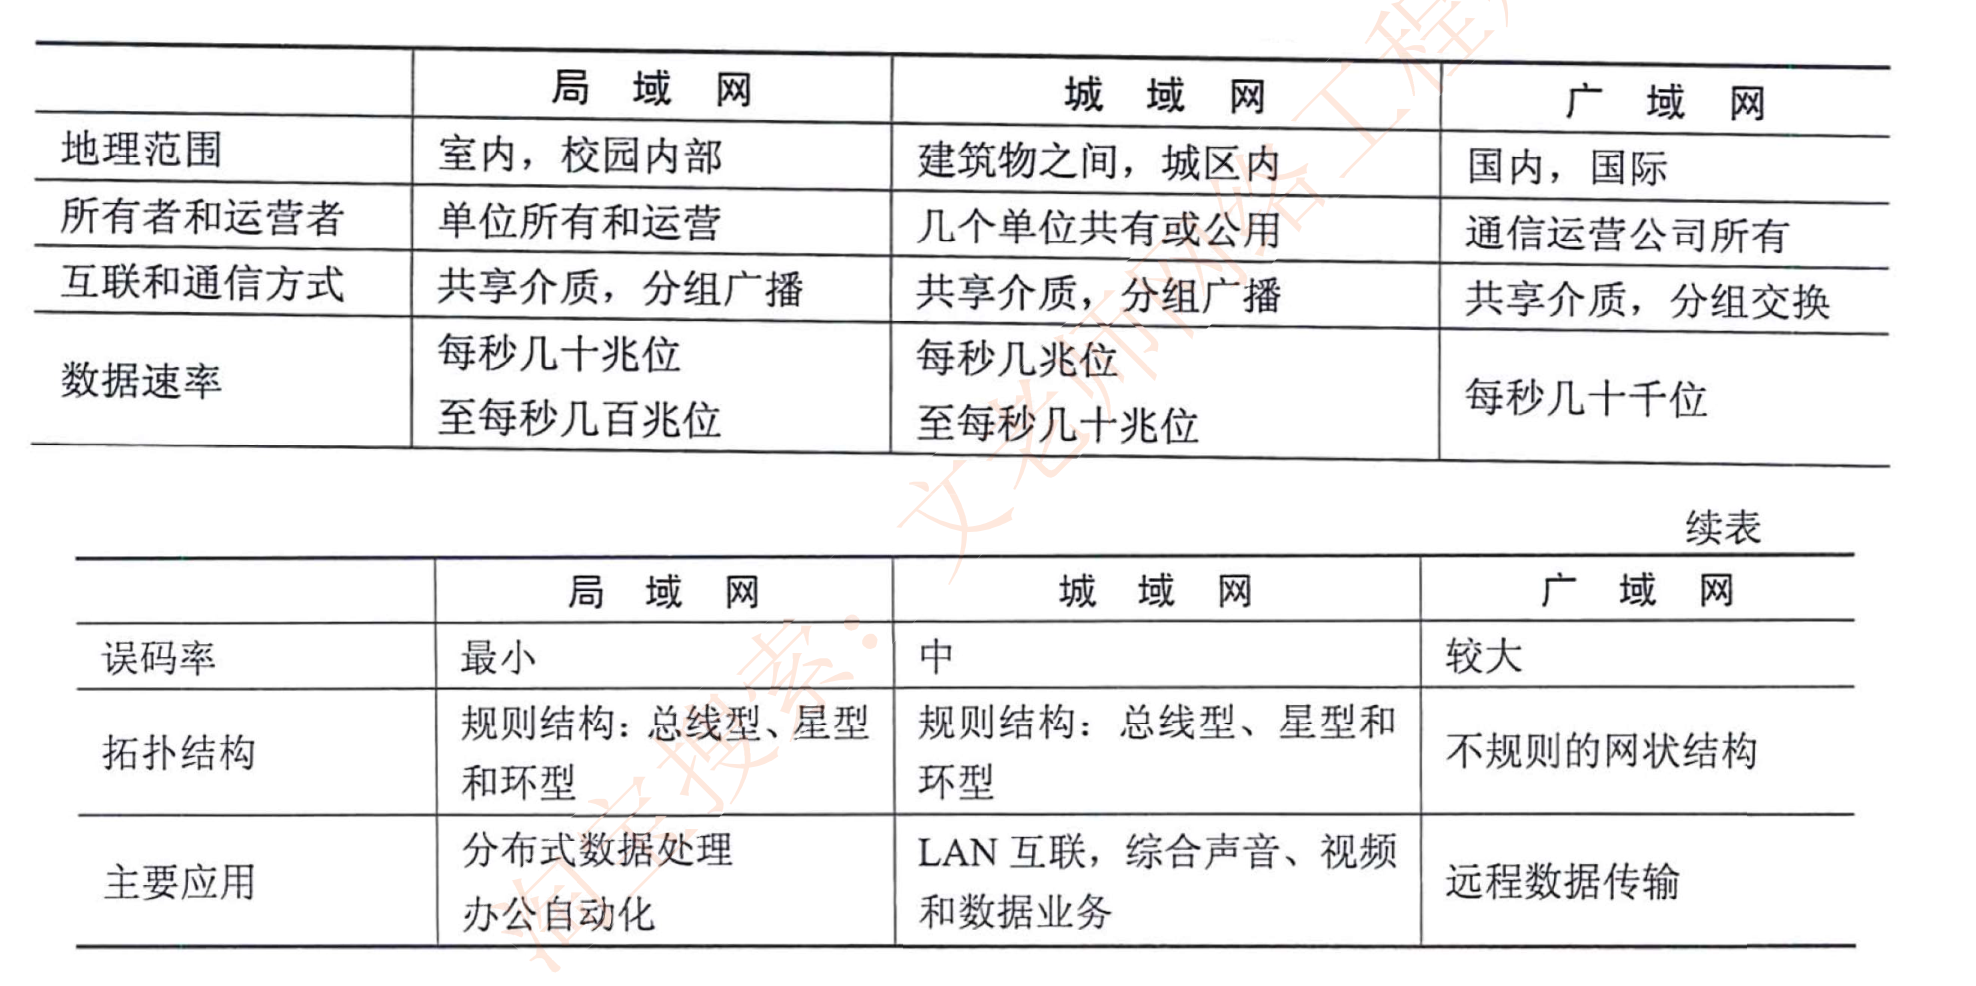 局域网 城域网 广域网
地理范围 室内，校园内部 建筑物之间，城区内 国内，国际
所有者和运营者 单位所有和运营 几个单位共有或公用 通信运营公司所有
互联和通信方式 共享介质，分组广播 共享介质，分组广播 共享介质，分组交换
数据速率 每秒几十兆位 每秒几兆位 每秒几十千位
至每秒几百兆位 至每秒几十兆位
续表
局域网 城域网 广域网
误码率 最小 中 较大
拓扑结构 规则结构：总线型、星型 规则结构：总线型、星型和 不规则的网状结构
和环型 环型
主要应用 分布式数据处理 LAN 互联，综合声音、视频 远程数据传输
办公自动化 和数据业务
淘宝搜索：文老师网络工程